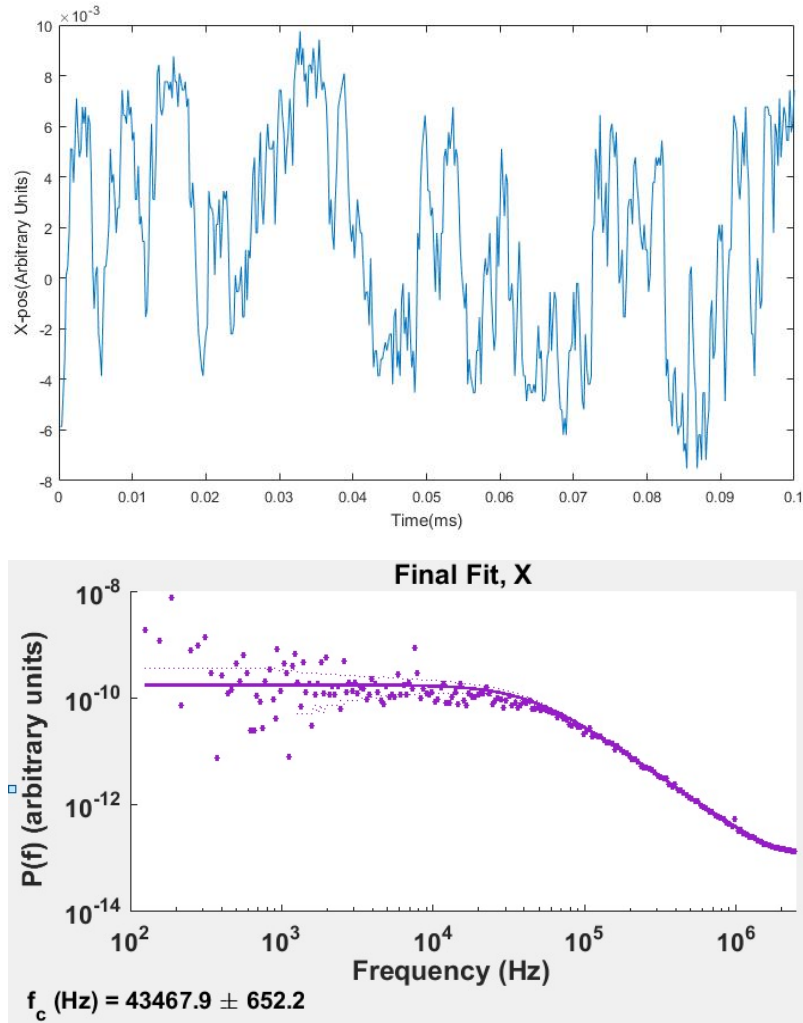 ×10⁻³
10
8
6
4
2
0
-2
-4
-6
-8
X-pos(Arbitrary Units)
0 0.01 0.02 0.03 0.04 0.05 0.06 0.07 0.08 0.09 0.1
Time(ms)
Final Fit, X
10⁻⁸
10⁻¹⁰
10⁻¹²
10⁻¹⁴
P(f) (arbitrary units)
10² 10³ 10⁴ 10⁵ 10⁶
Frequency (Hz)
f_c (Hz) = 43467.9 ± 652.2